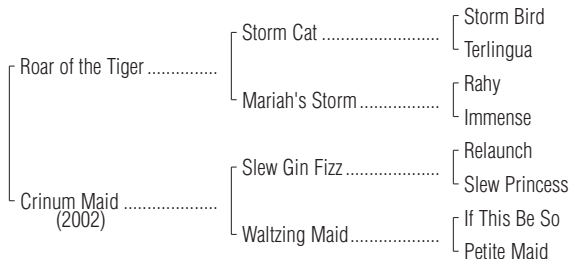 Storm Bird
Storm Cat ........................
Terlingua
Roar of the Tiger ..............
Rahy
Mariah's Storm ................
Immense
Relaunch
Slew Gin Fizz ...................
Slew Princess
Crinum Maid ...................
(2002)
If This Be So
Waltzing Maid ..................
Petite Maid